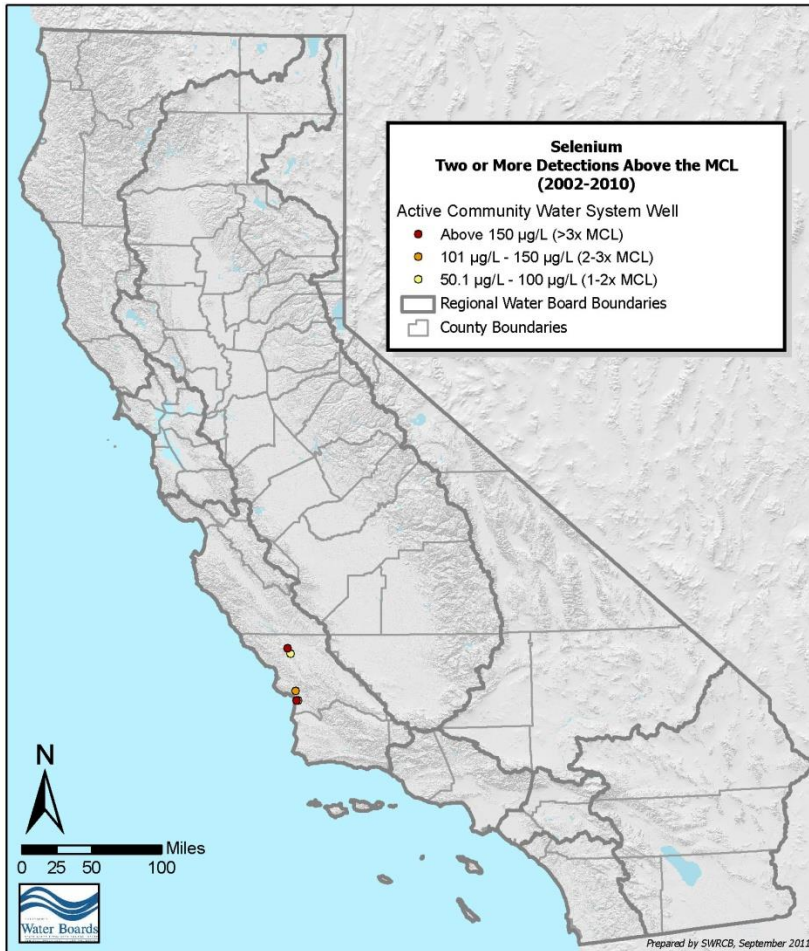 Selenium
Two or More Detections Above the MCL
(2002-2010)
Active Community Water System Well
Above 150 µg/L (>3x MCL)
101 µg/L - 150 µg/L (2-3x MCL)
50.1 µg/L - 100 µg/L (1-2x MCL)
Regional Water Board Boundaries
County Boundaries
N
Miles
0 25 50 100
Water Boards
Prepared by SWRCB, September 201